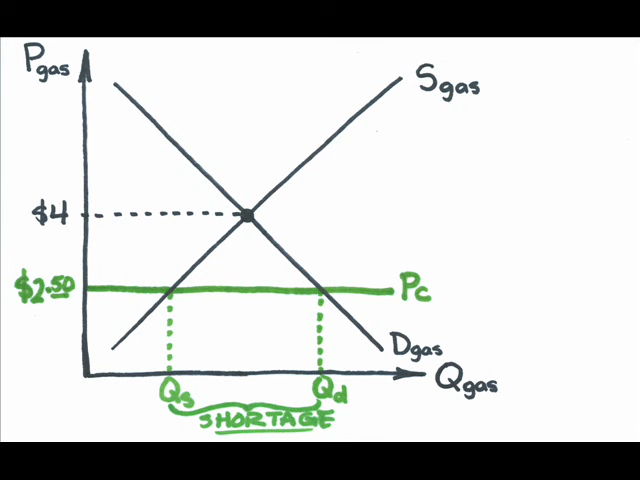 Pgas
Sgas
$4
$2.50
Pc
Dgas
Qgas
Qs
Qd
SHORTAGE